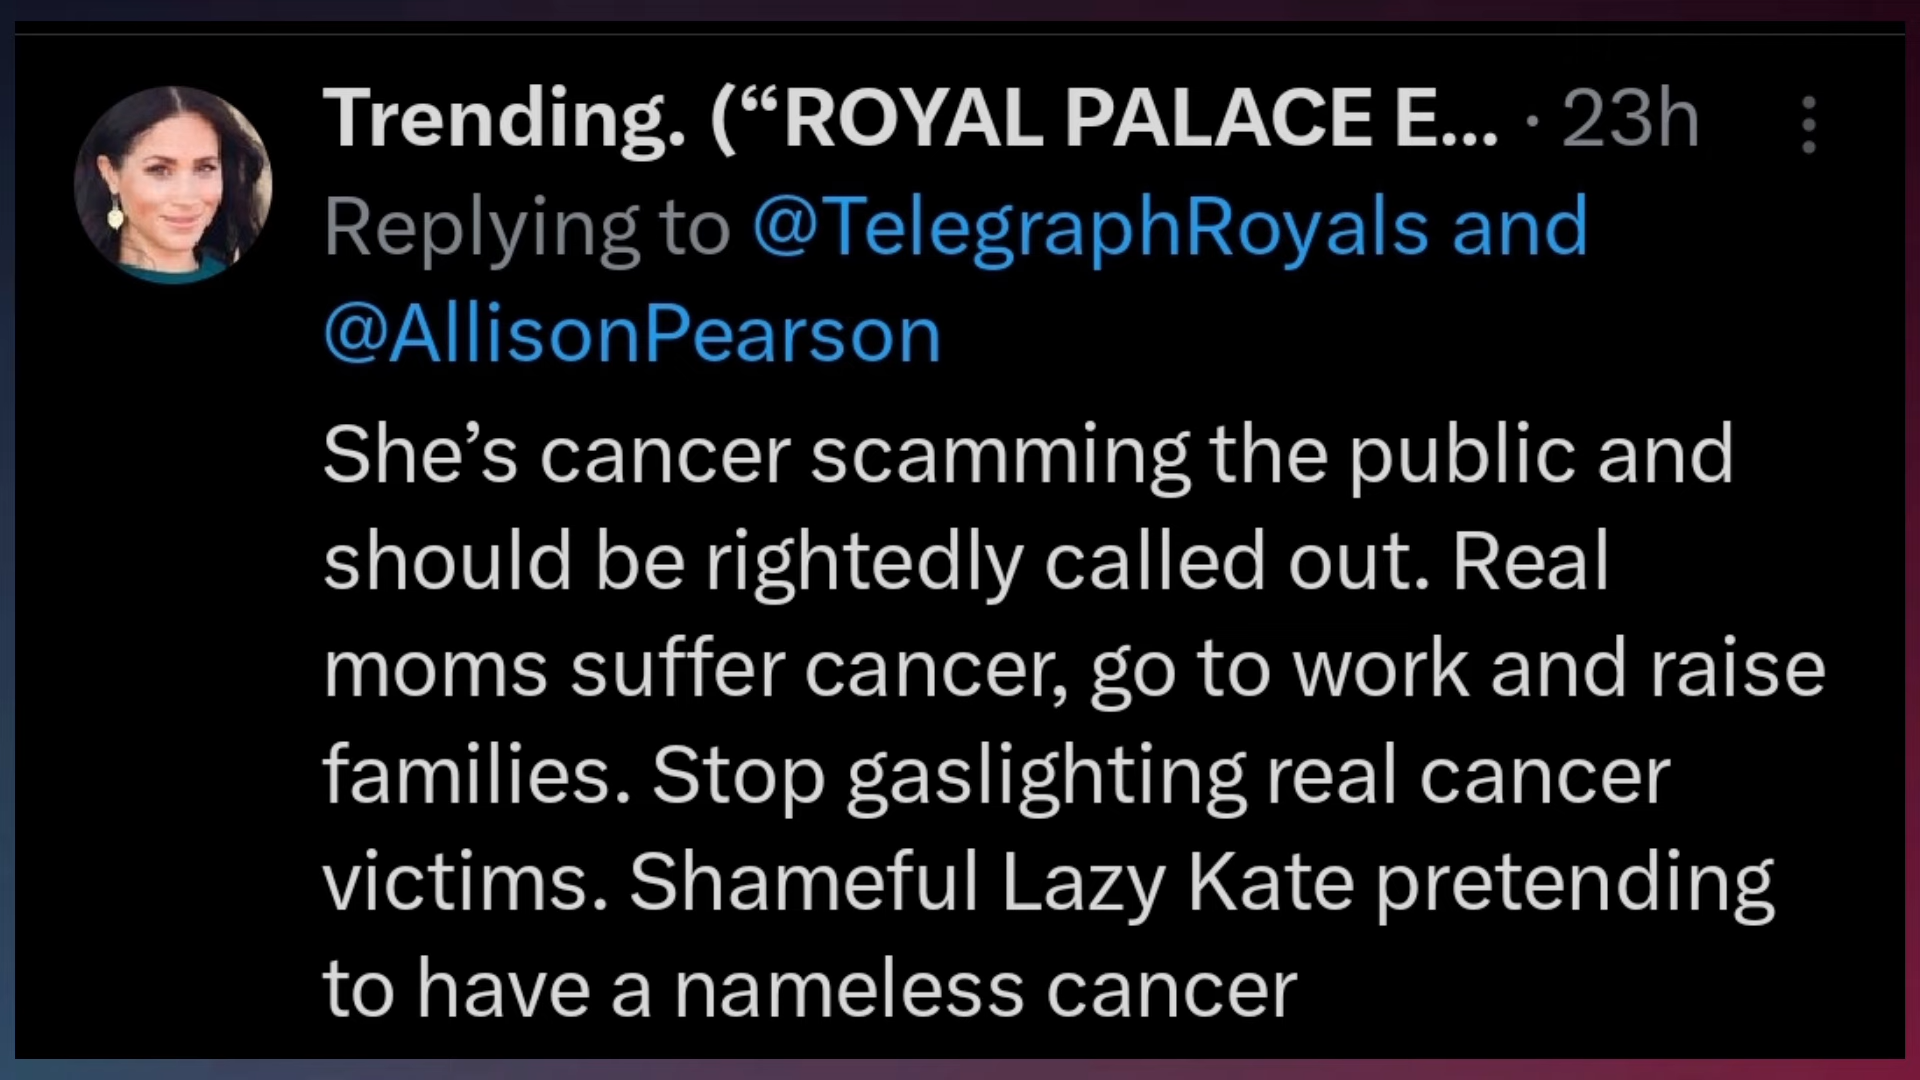 Trending. (“ROYAL PALACE E... · 23h
Replying to @TelegraphRoyals and
@AllisonPearson
She’s cancer scamming the public and
should be rightedly called out. Real
moms suffer cancer, go to work and raise
families. Stop gaslighting real cancer
victims. Shameful Lazy Kate pretending
to have a nameless cancer